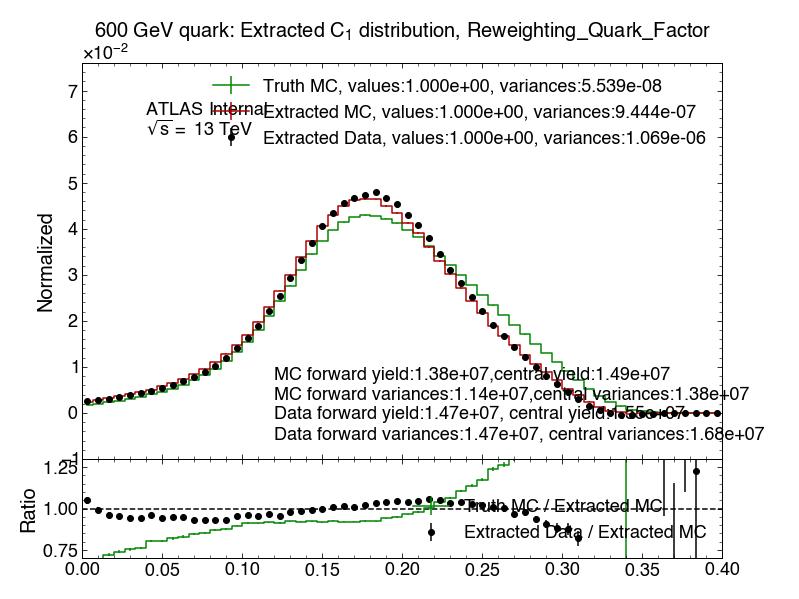 600 GeV quark: Extracted C₁ distribution, Reweighting_Quark_Factor
×10⁻²
Truth MC, values:1.000e+00, variances:5.539e-08
ATLAS Internal
Extracted MC, values:1.000e+00, variances:9.444e-07
√s = 13 TeV
Extracted Data, values:1.000e+00, variances:1.069e-06
7
6
5
4
3
2
1
0
-1
Normalized
MC forward yield:1.38e+07,central yield:1.49e+07
MC forward variances:1.14e+07,central variances:1.38e+07
Data forward yield:1.47e+07, central yield:1.55e+07
Data forward variances:1.47e+07, central variances:1.68e+07
1.25
1.00
0.75
Ratio
Truth MC / Extracted MC
Extracted Data / Extracted MC
0.00 0.05 0.10 0.15 0.20 0.25 0.30 0.35 0.40